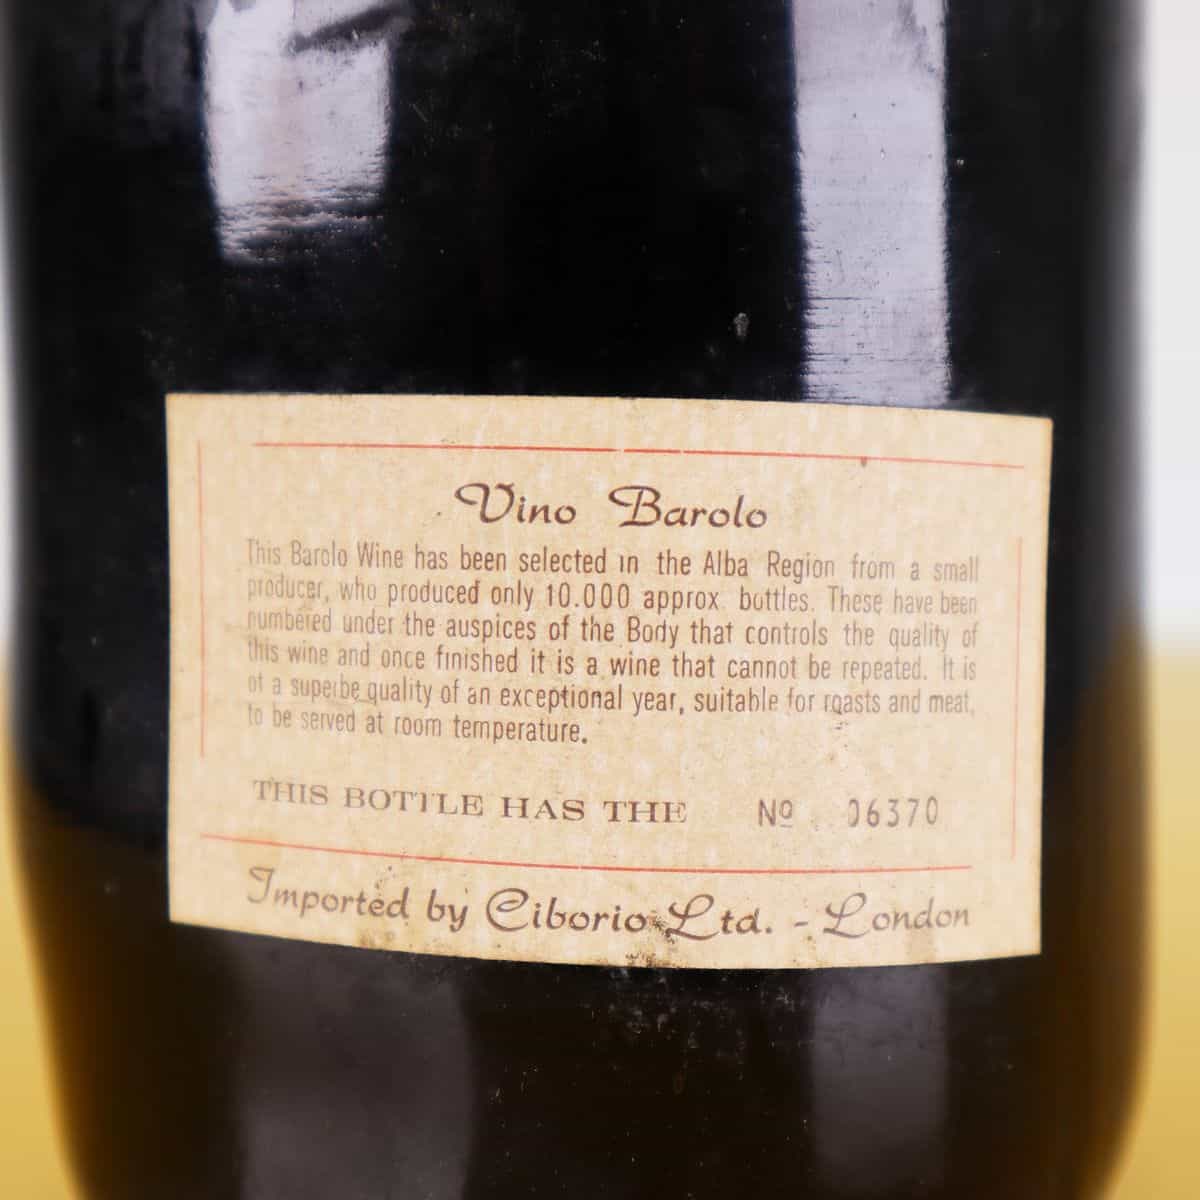 Vino Barolo
This Barolo Wine has been selected in the Alba Region from a small
producer, who produced only 10.000 approx. bottles. These have been
numbered under the auspices of the Body that controls the quality of
this wine and once finished it is a wine that cannot be repeated. It is
of a superbe quality of an exceptional year, suitable for roasts and meat,
to be served at room temperature.
THIS BOTTLE HAS THE Nº 06370
Imported by Ciborio Ltd. - London